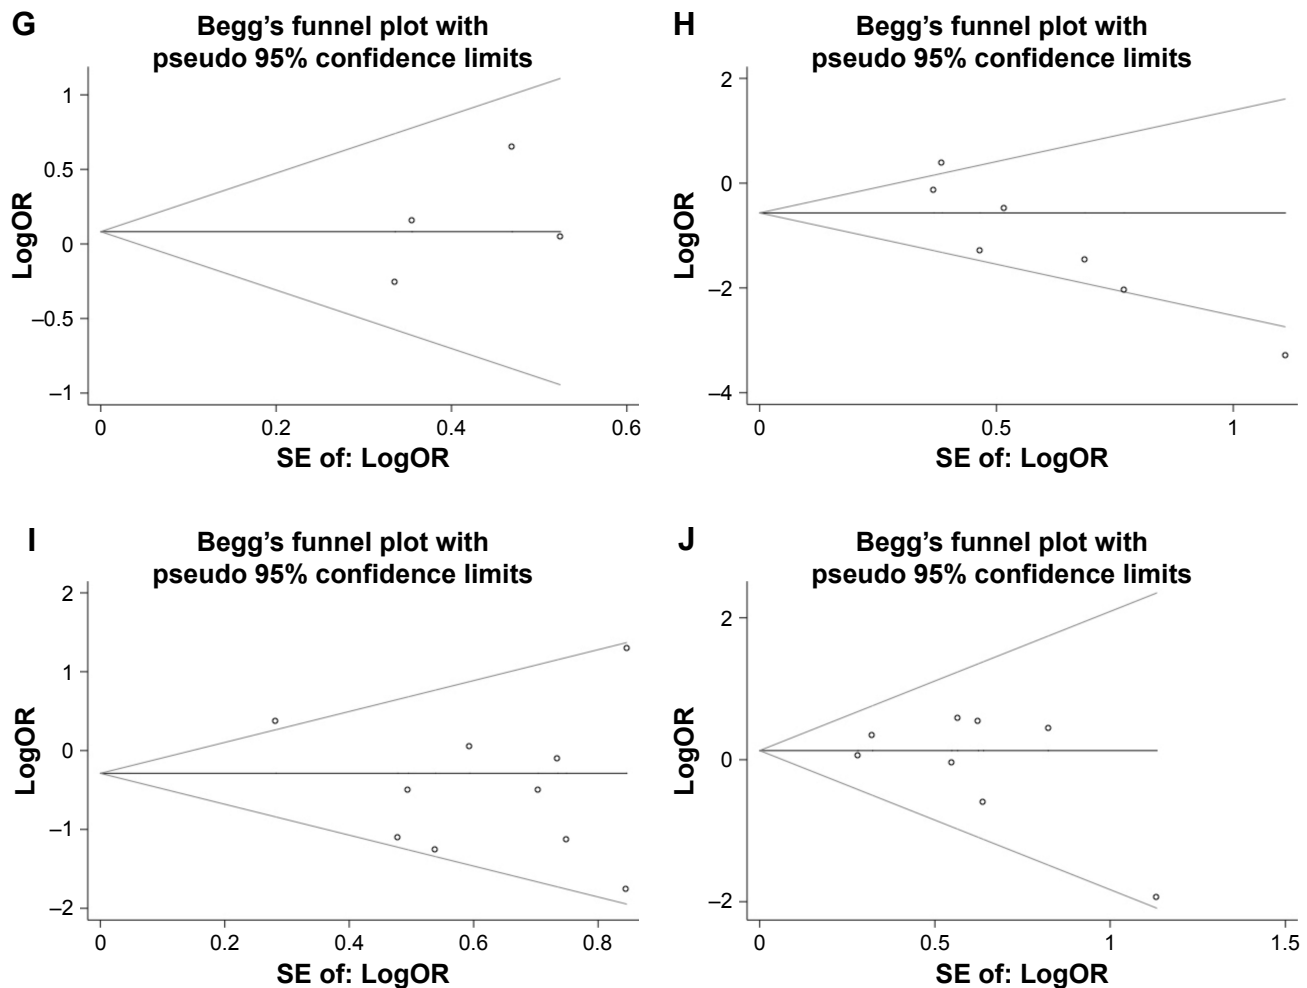 G
Begg’s funnel plot with
pseudo 95% confidence limits
LogOR
1
0.5
0
–0.5
–1
0
0.2
0.4
0.6
SE of: LogOR
H
Begg’s funnel plot with
pseudo 95% confidence limits
LogOR
2
0
–2
–4
0
0.5
1
SE of: LogOR
I
Begg’s funnel plot with
pseudo 95% confidence limits
LogOR
2
1
0
–1
–2
0
0.2
0.4
0.6
0.8
SE of: LogOR
J
Begg’s funnel plot with
pseudo 95% confidence limits
LogOR
2
0
–2
0
0.5
1
1.5
SE of: LogOR